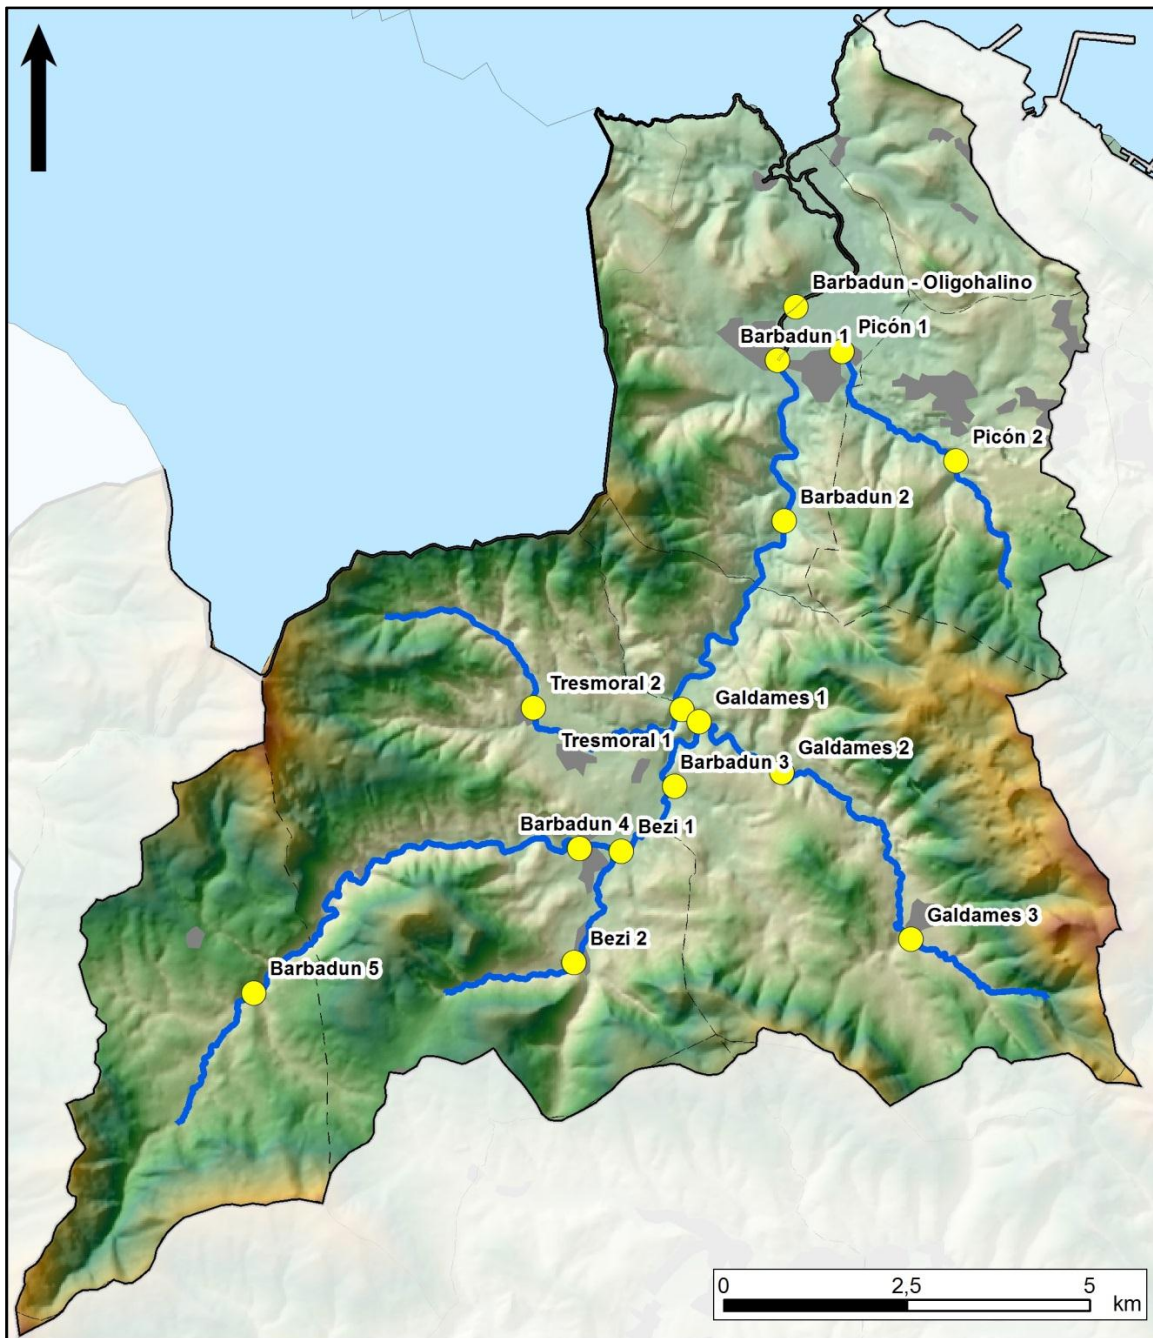 Barbadun - Oligohalino
Picón 1
Barbadun 1
Picón 2
Barbadun 2
Tresmoral 2
Galdames 1
Tresmoral 1
Galdames 2
Barbadun 3
Barbadun 4
Bezi 1
Galdames 3
Bezi 2
Barbadun 5
0 2,5 5
km